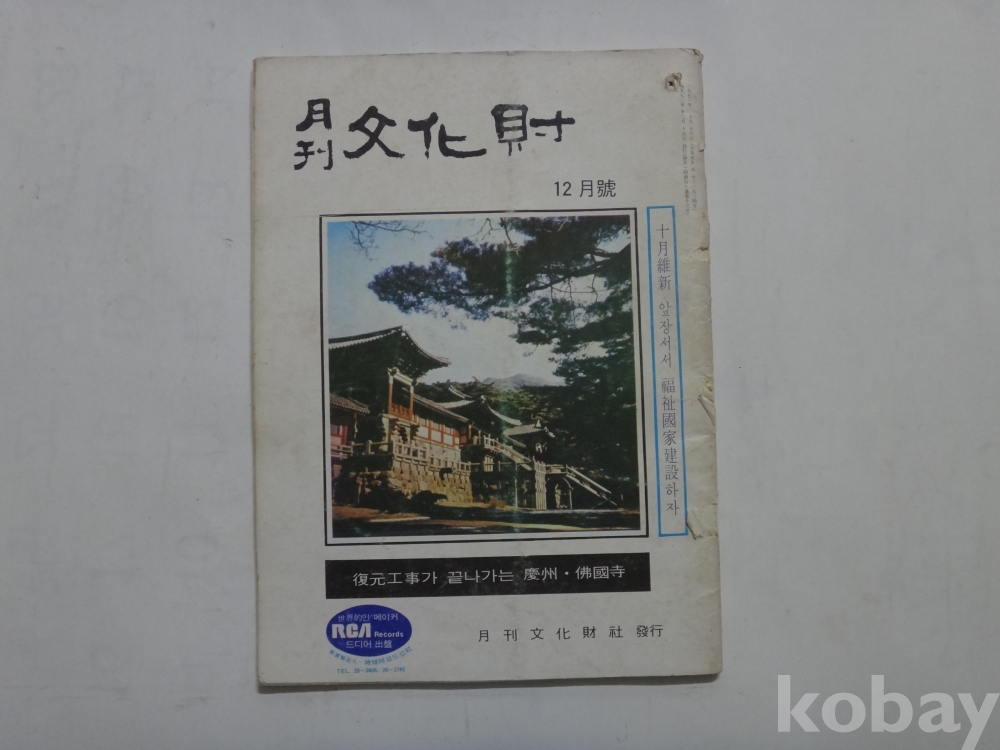 月刊 文化財
12月號
十月維新 앞장서서 福祉國家建設하자
復元工事가 끝나가는 慶州·佛國寺
世界的인 메이커
RCA Records
드디어 出盤
月刊文化財社 發行
kobay